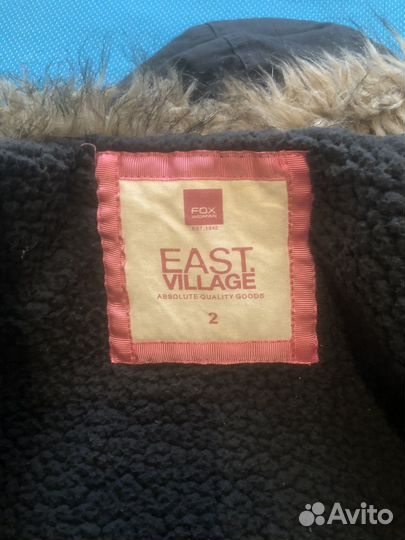 FOX
EST. 1942
EAST.
VILLAGE
ABSOLUTE QUALITY GOODS
2
Avito